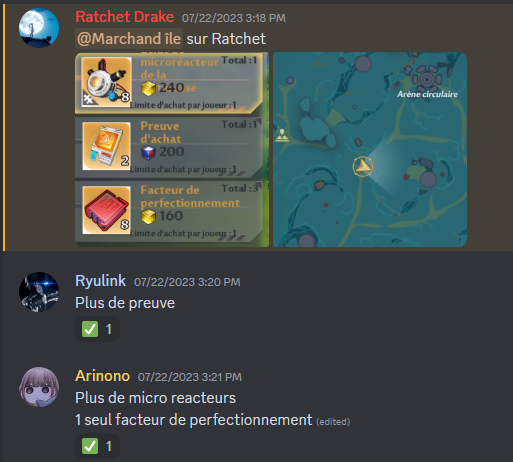 Ratchet Drake 07/22/2023 3:18 PM
@Marchand île sur Ratchet
microréacteur
de la
Total :1
8
240
Limite d'achat par joueur :1
Preuve
d'achat
Total :1
2
200
Limite d'achat par joueur :1
Facteur de
perfectionnement
Total :3
8
160
Limite d'achat par joueur :1
Arène circulaire
Ryulink 07/22/2023 3:20 PM
Plus de preuve
1
Arinono 07/22/2023 3:21 PM
Plus de micro reacteurs
1 seul facteur de perfectionnement (edited)
1